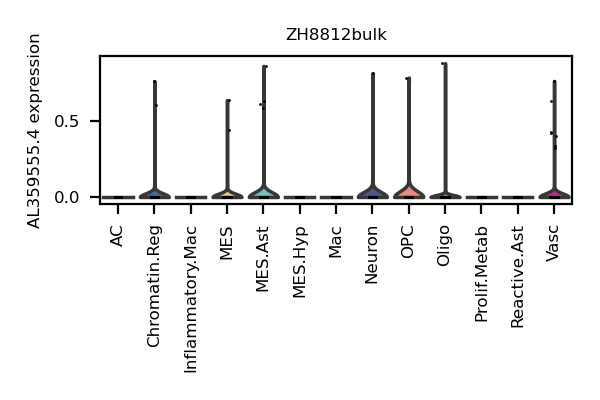 ZH8812bulk
AL359555.4 expression
0.5
0.0
AC
Chromatin.Reg
Inflammatory.Mac
MES
MES.Ast
MES.Hyp
Mac
Neuron
OPC
Oligo
Prolif.Metab
Reactive.Ast
Vasc